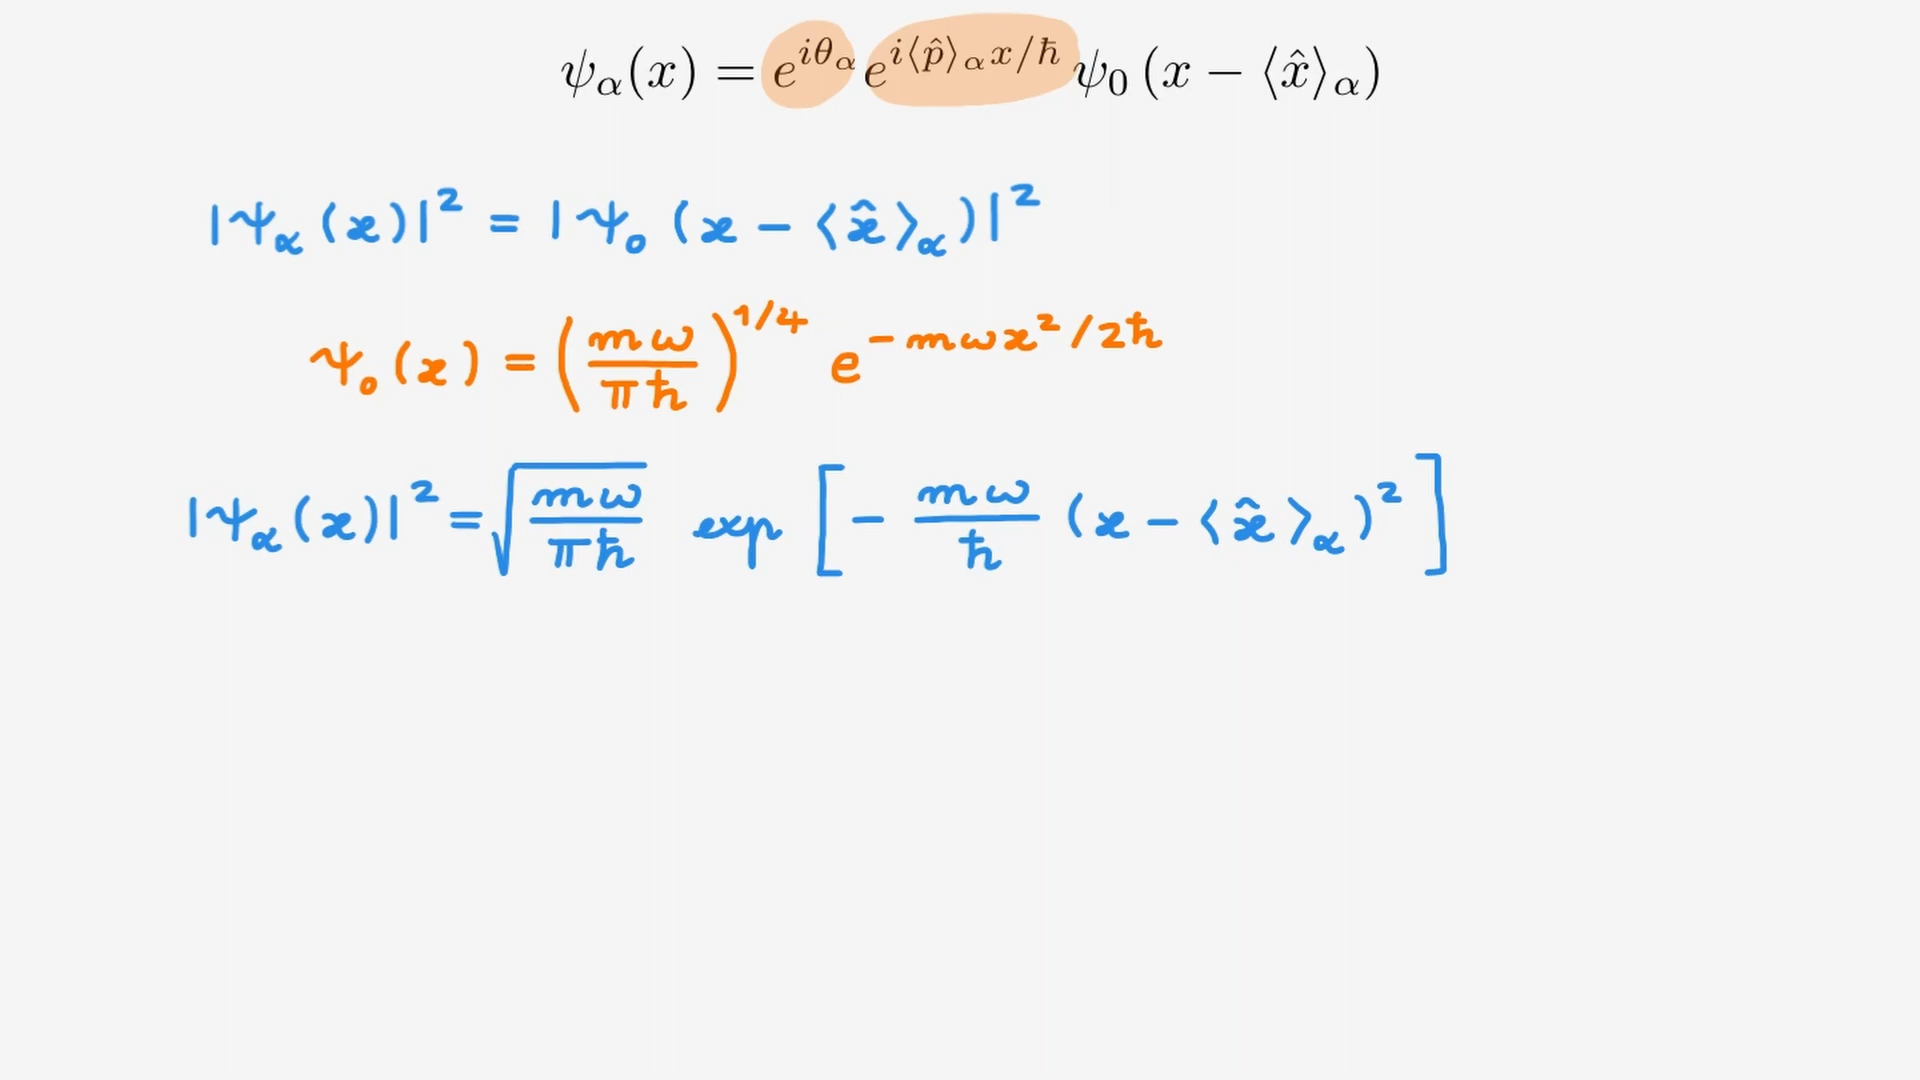 ψ_α(x) = e^{iθ_α} e^{i⟨p̂⟩_α x/ħ} ψ_0 (x − ⟨x̂⟩_α)
|ψ_α(x)|² = |ψ_0(x − ⟨x̂⟩_α)|²
ψ_0(x) = (mω/πħ)^{1/4} e^{−mωx²/2ħ}
|ψ_α(x)|² = √(mω/πħ) exp[−mω/ħ (x − ⟨x̂⟩_α)²]